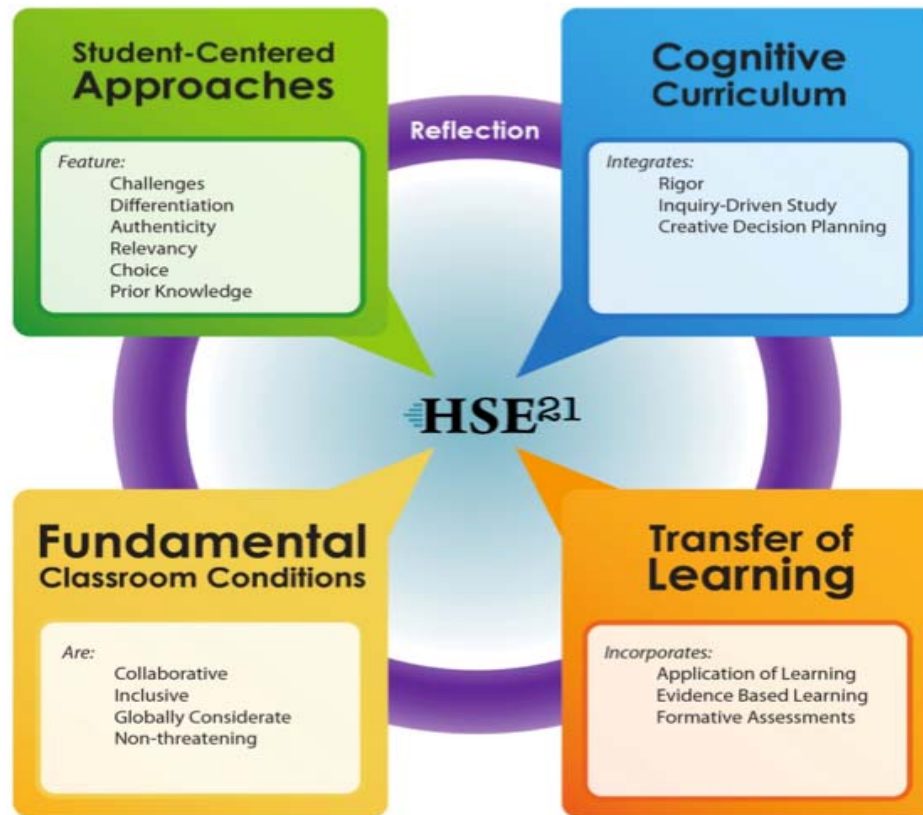 Student-Centered
Approaches
Feature:
Challenges
Differentiation
Authenticity
Relevancy
Choice
Prior Knowledge
Reflection
Cognitive
Curriculum
Integrates:
Rigor
Inquiry-Driven Study
Creative Decision Planning
HSE21
Fundamental
Classroom Conditions
Are:
Collaborative
Inclusive
Globally Considerate
Non-threatening
Transfer of
Learning
Incorporates:
Application of Learning
Evidence Based Learning
Formative Assessments